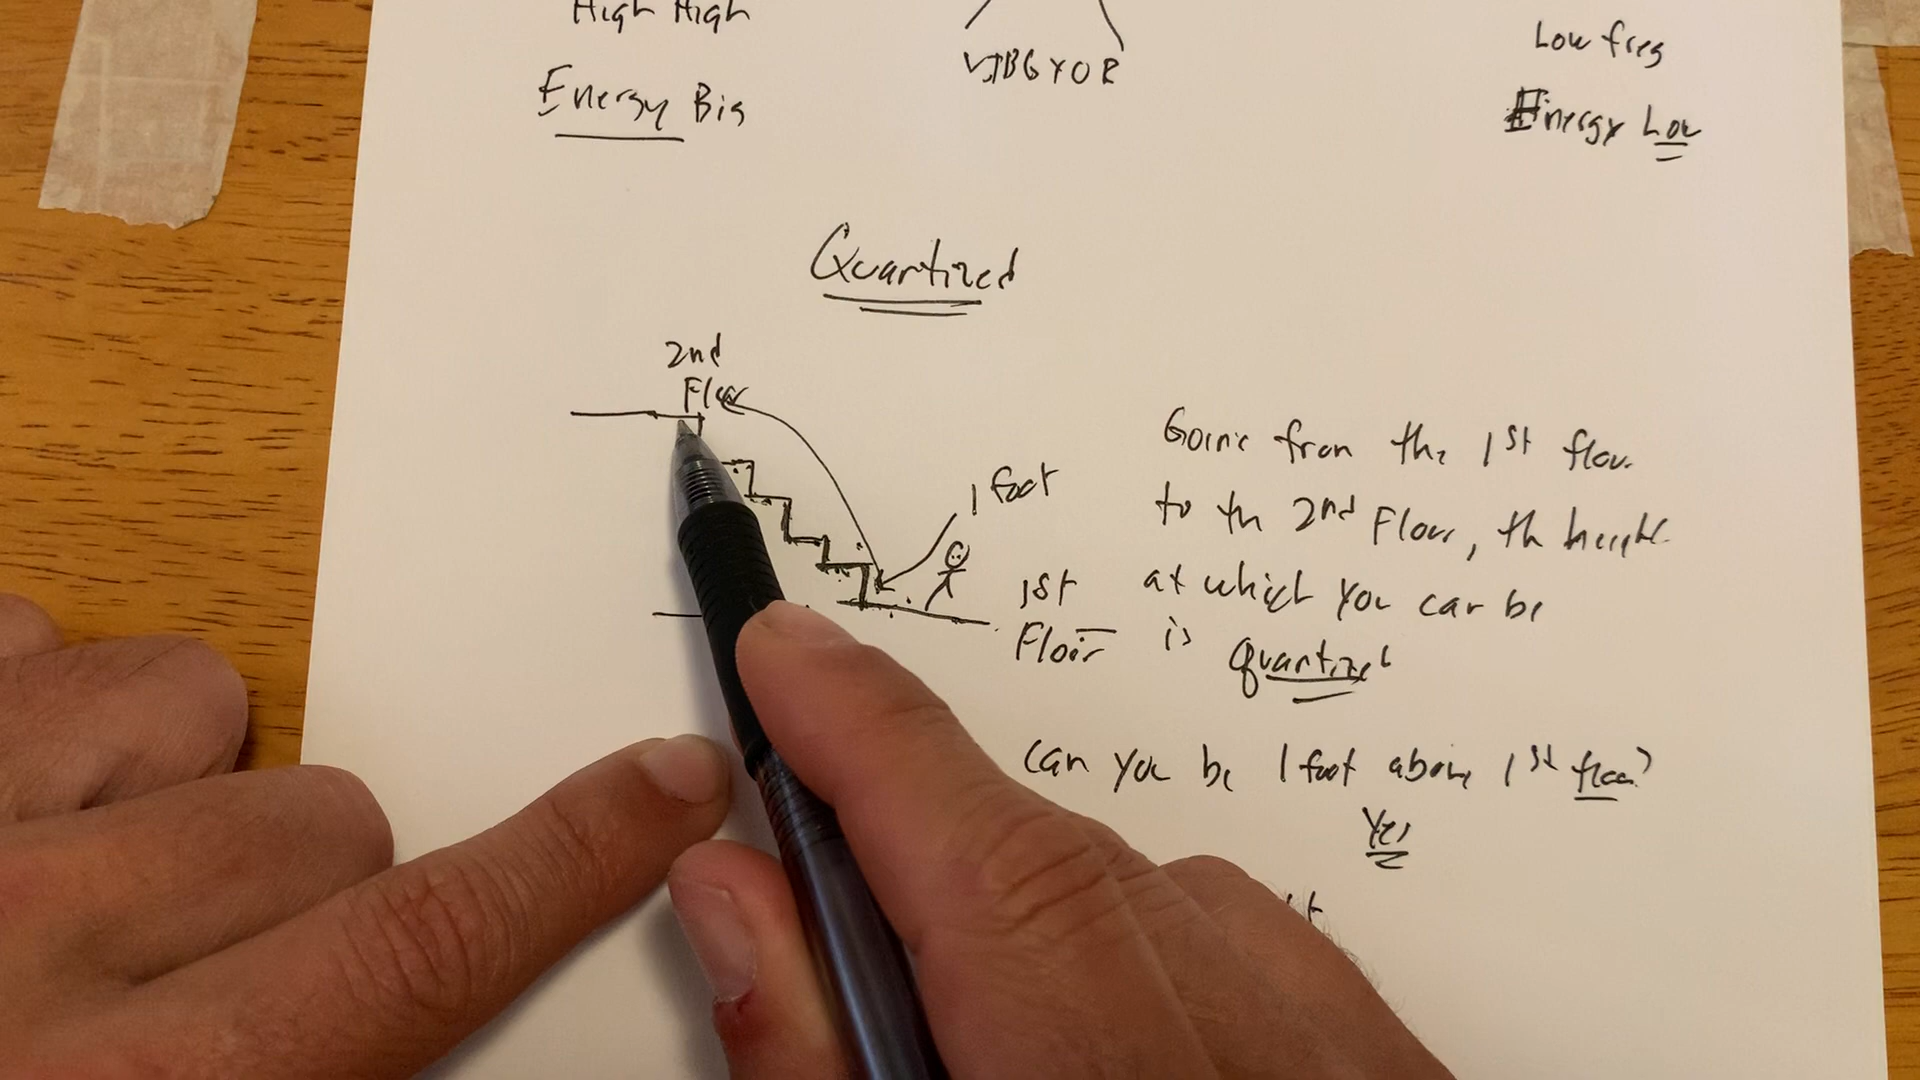 High High
Energy Big
VIBGYOR
Low freq
Energy Low
Quantized
2nd
Floor
1 foot
1st
Floor
Going from the 1st floor
to the 2nd Floor, the height
at which you can be
is quantized
Can you be 1 foot above 1st floor?
Yes